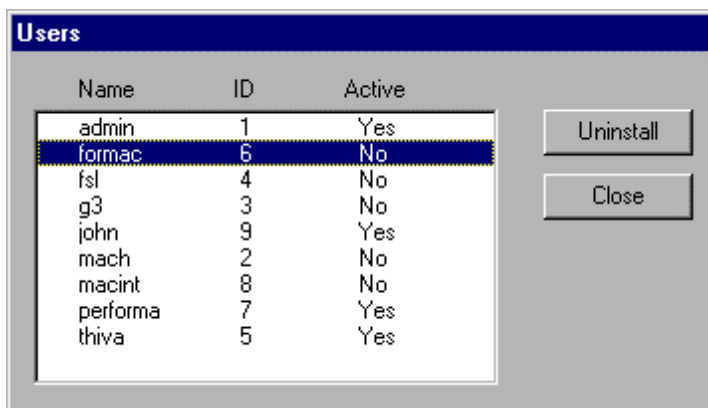 Users
Name ID Active
admin 1 Yes
formac 6 No
fsl 4 No
g3 3 No
john 9 Yes
mach 2 No
macint 8 No
performa 7 Yes
thiva 5 Yes
Uninstall
Close